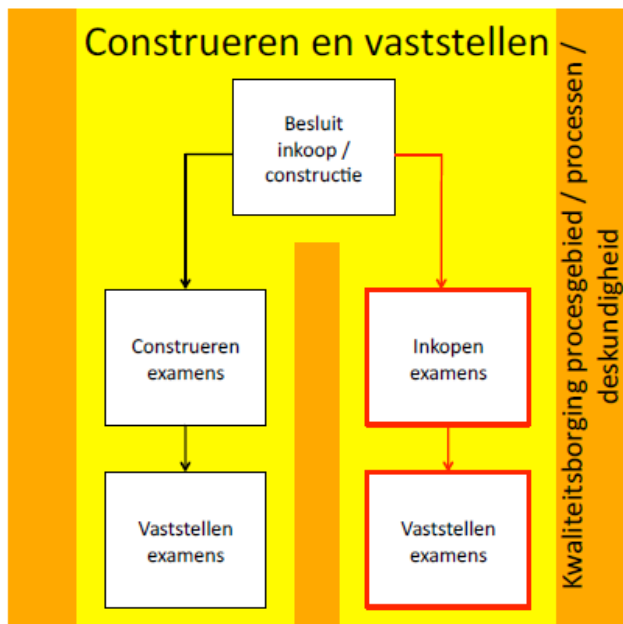 Construeren en vaststellen
Besluit
inkoop /
constructie
Construeren
examens
Inkopen
examens
Vaststellen
examens
Vaststellen
examens
Kwaliteitsborging procesgebied / processen /
deskundigheid